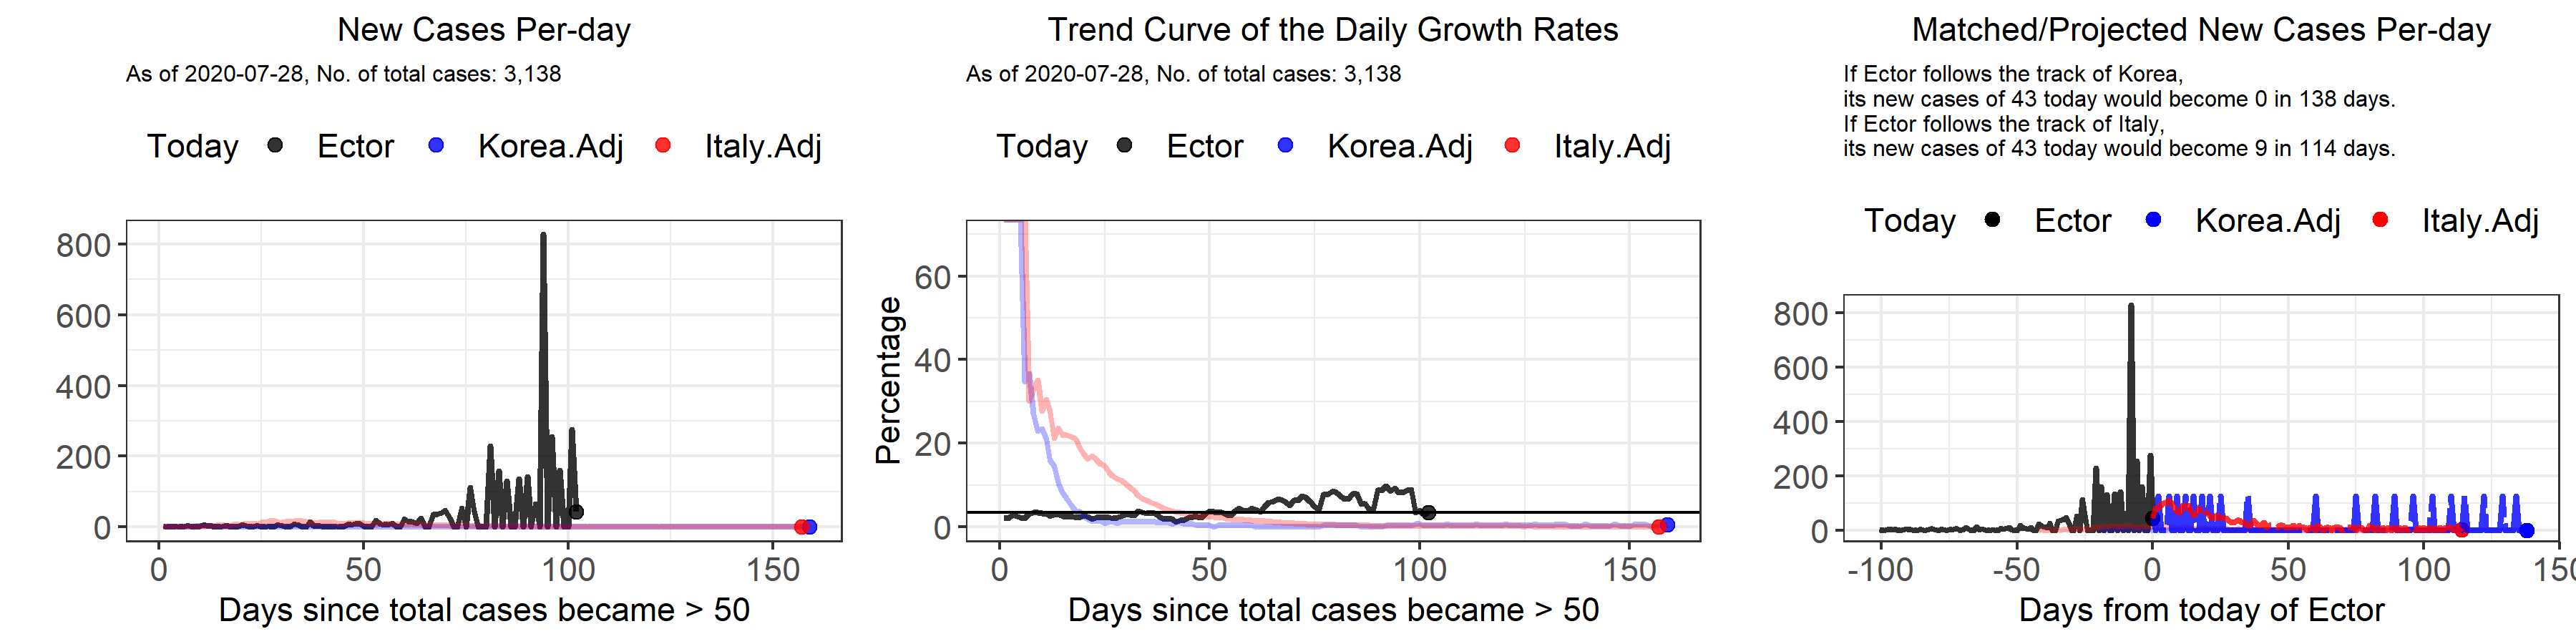 New Cases Per-day
As of 2020-07-28, No. of total cases: 3,138
Today Ector Korea.Adj Italy.Adj
800
600
400
200
0
0 50 100 150
Days since total cases became > 50
Trend Curve of the Daily Growth Rates
As of 2020-07-28, No. of total cases: 3,138
Today Ector Korea.Adj Italy.Adj
Percentage
60
40
20
0
0 50 100 150
Days since total cases became > 50
Matched/Projected New Cases Per-day
If Ector follows the track of Korea,
its new cases of 43 today would become 0 in 138 days.
If Ector follows the track of Italy,
its new cases of 43 today would become 9 in 114 days.
Today Ector Korea.Adj Italy.Adj
800
600
400
200
0
-100 -50 0 50 100 150
Days from today of Ector